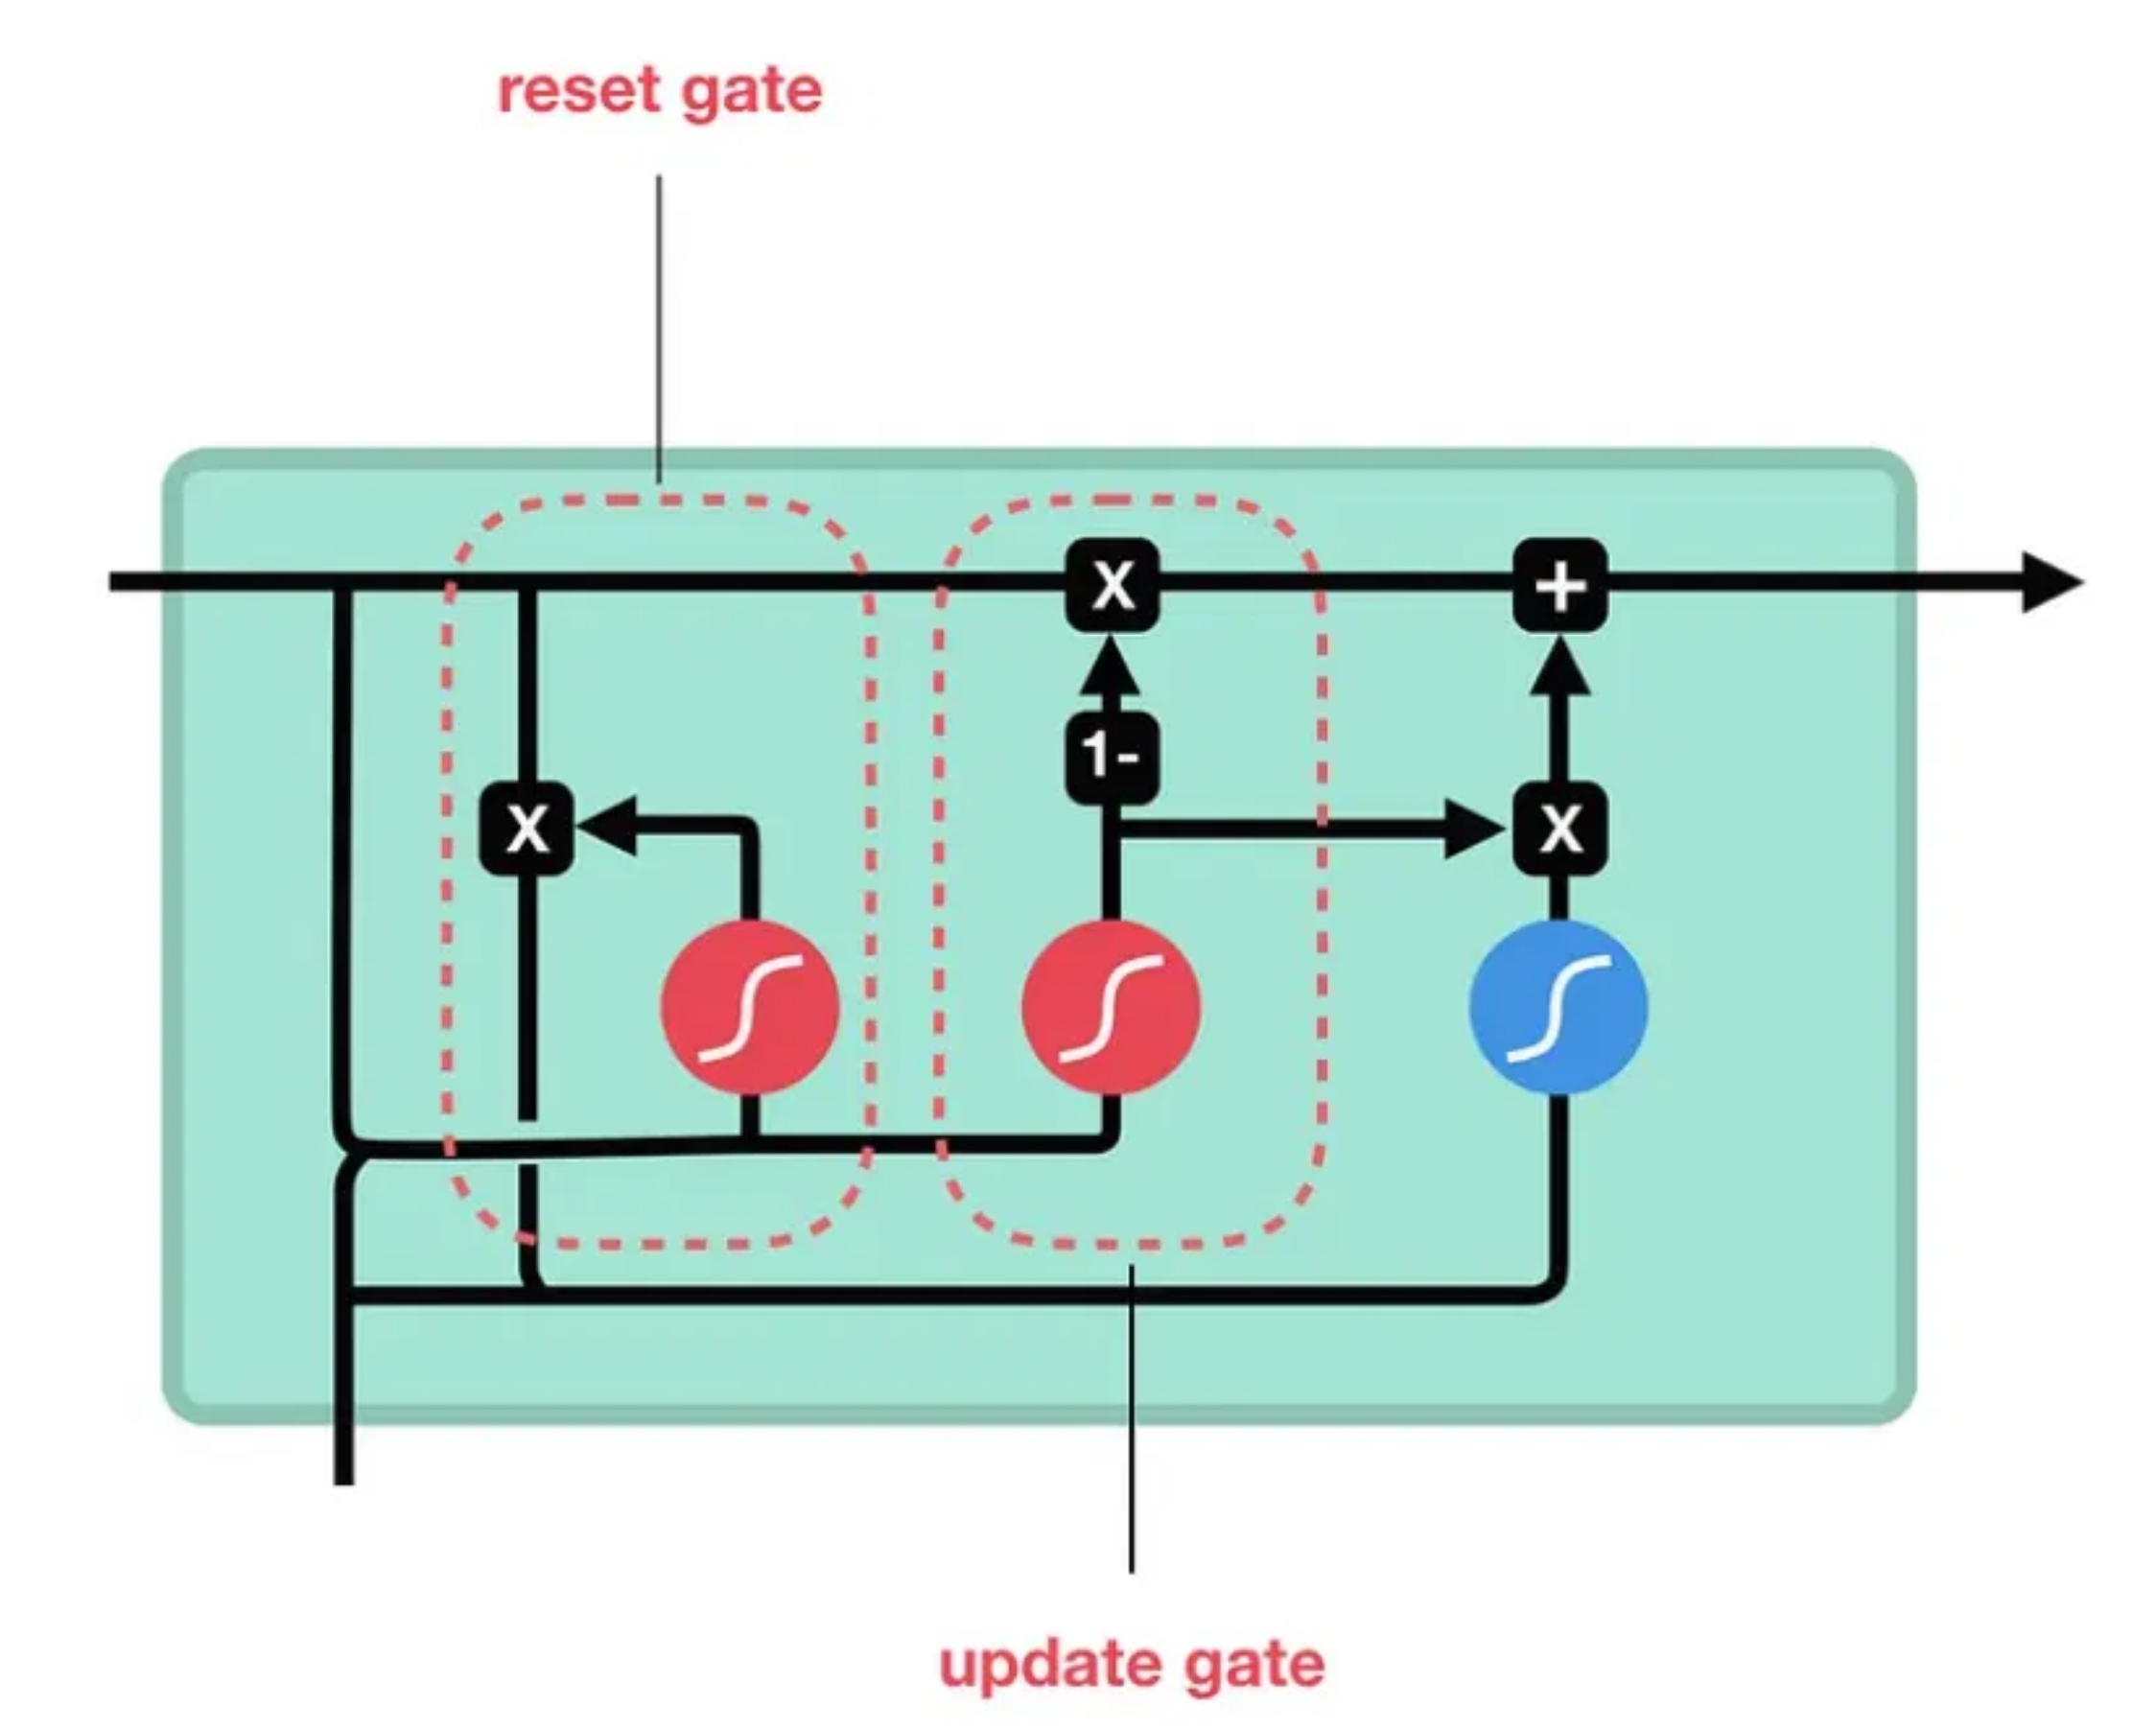 reset gate
X
+
1-
X
X
update gate